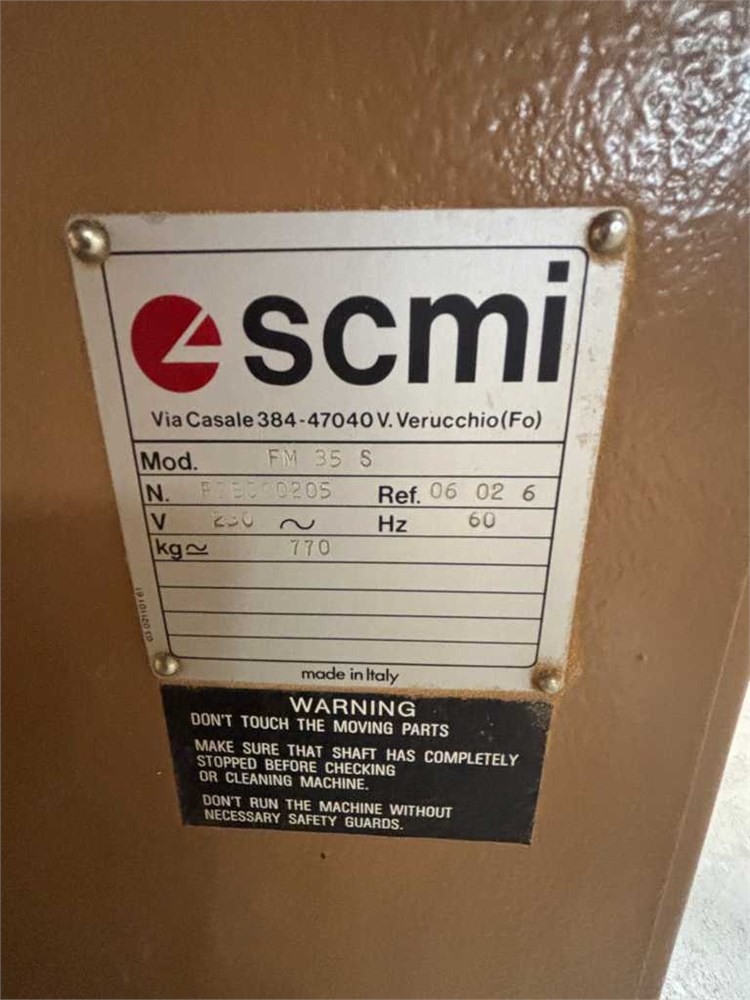 scmi
Via Casale 384-47040 V. Verucchio (Fo)
Mod. FM 35 S
N. Ref. 06 02 6
V 230 ~ Hz 60
kg≃ 770
made in Italy
WARNING
DON'T TOUCH THE MOVING PARTS
MAKE SURE THAT SHAFT HAS COMPLETELY
STOPPED BEFORE CHECKING
OR CLEANING MACHINE.
DON'T RUN THE MACHINE WITHOUT
NECESSARY SAFETY GUARDS.